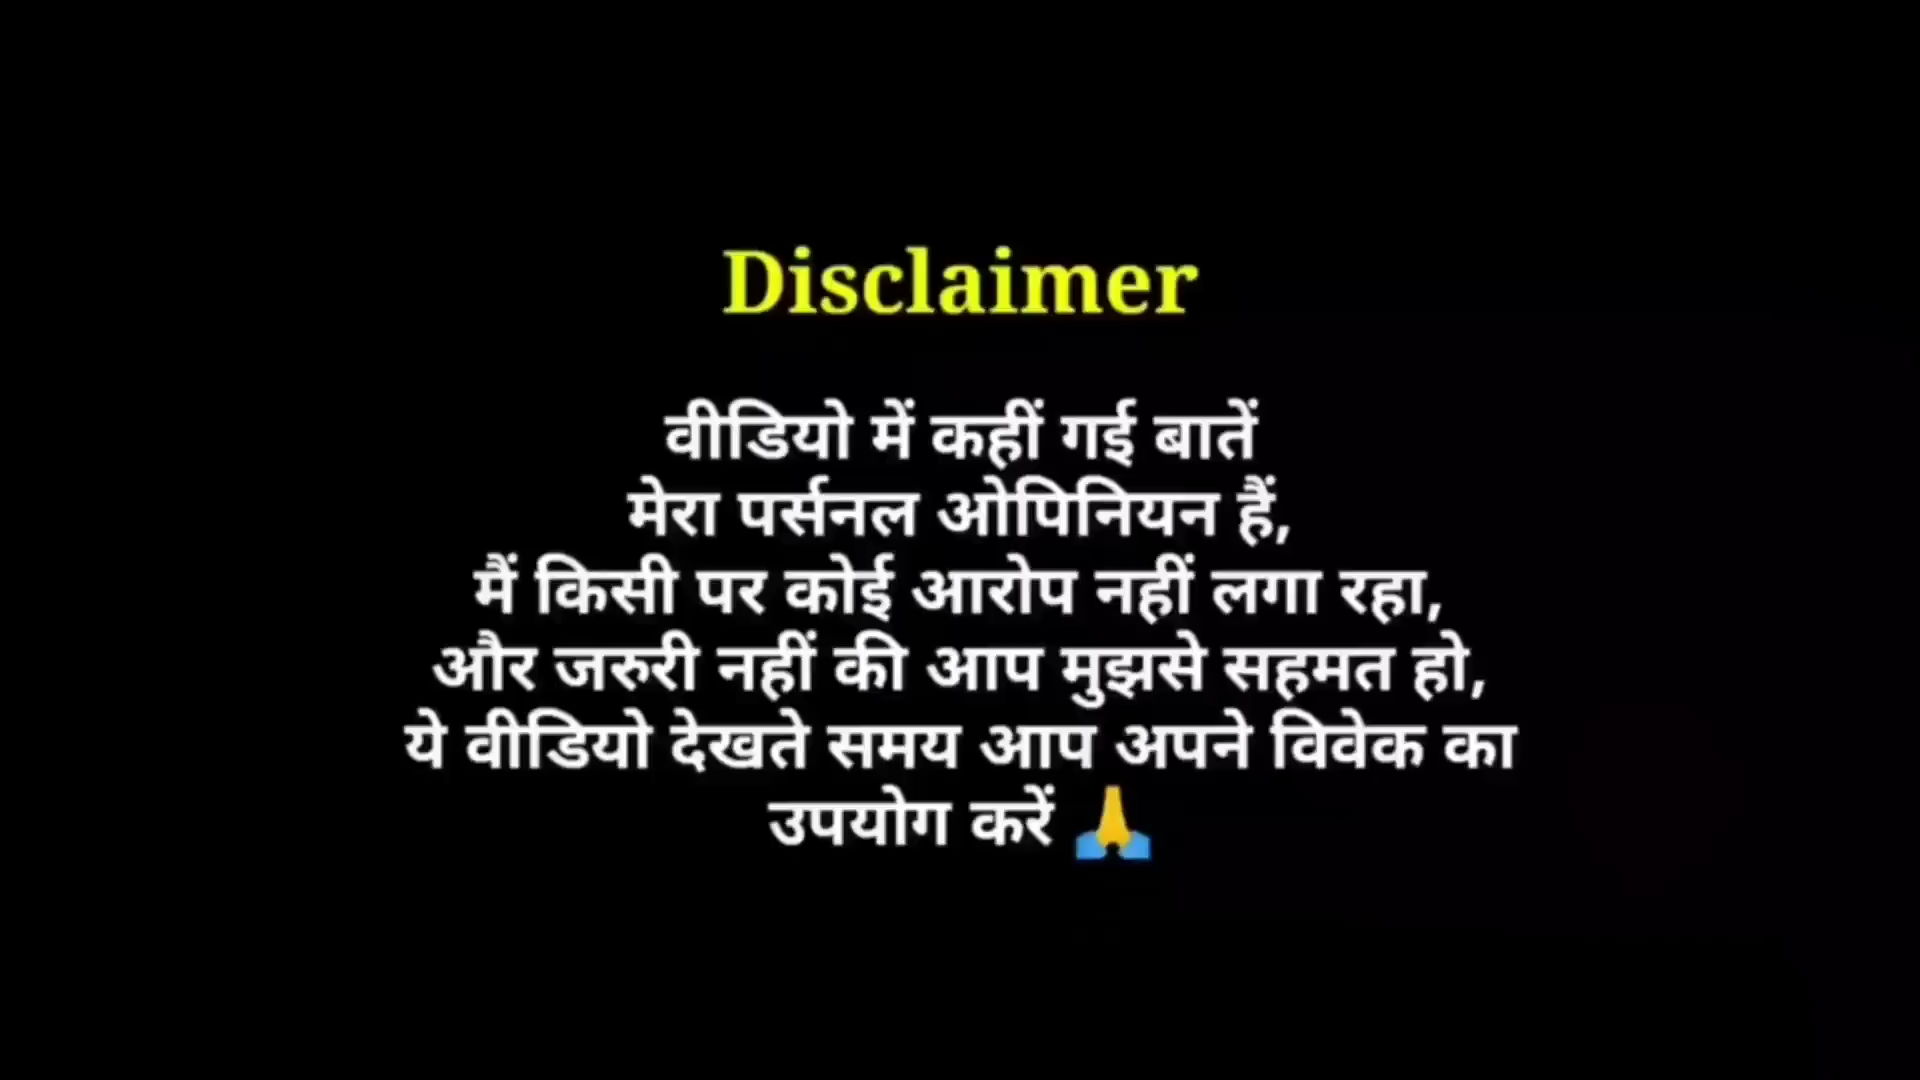 Disclaimer
वीडियो में कहीं गई बातें
मेरा पर्सनल ओपिनियन हैं,
मैं किसी पर कोई आरोप नहीं लगा रहा,
और जरुरी नहीं की आप मुझसे सहमत हो,
ये वीडियो देखते समय आप अपने विवेक का
उपयोग करें 🙏